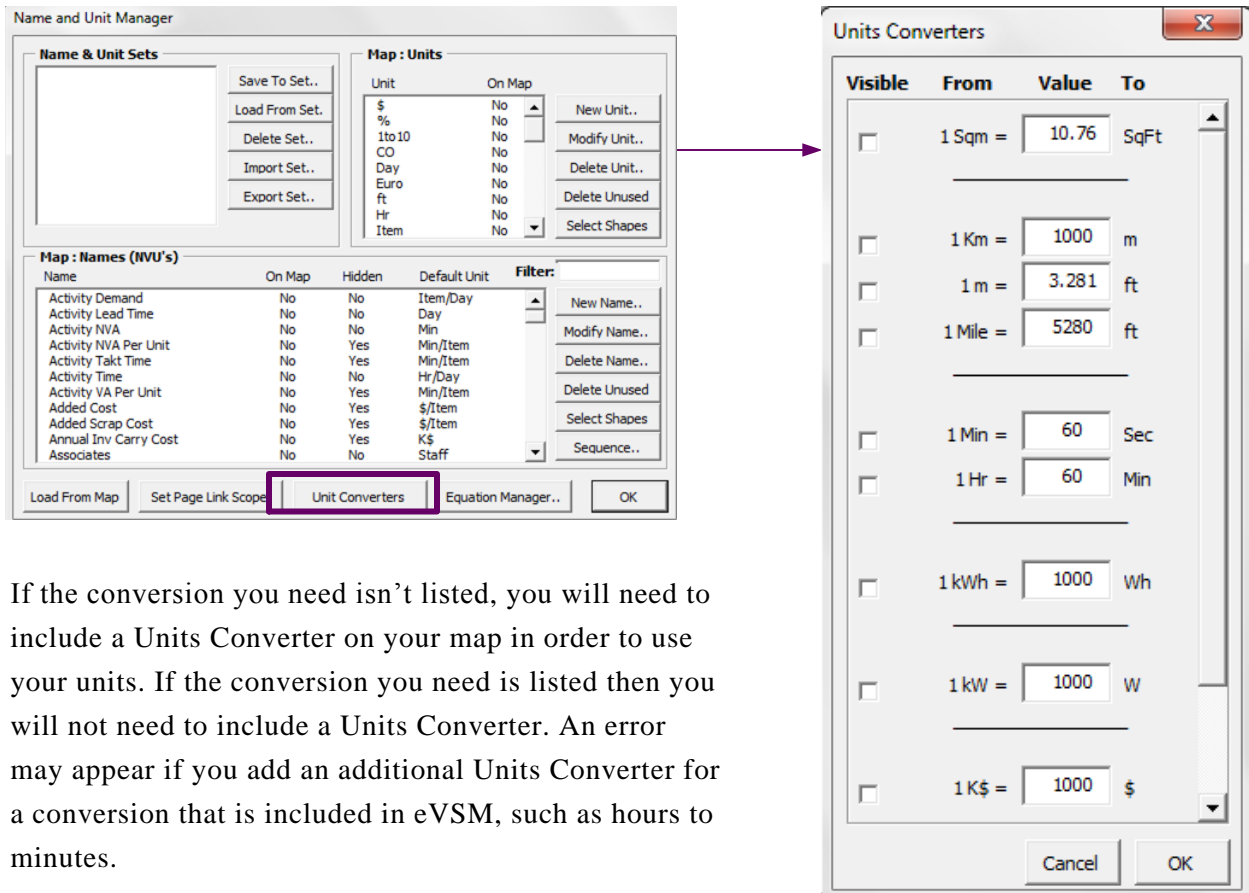 Name and Unit Manager
Name & Unit Sets
Save To Set..
Load From Set.
Delete Set..
Import Set..
Export Set..
Map : Units
Unit On Map
$ No
% No
1to10 No
CO No
Day No
Euro No
ft No
Hr No
Item No
New Unit..
Modify Unit..
Delete Unit..
Delete Unused
Select Shapes
Map : Names (NVU's)
Name On Map Hidden Default Unit Filter:
Activity Demand No No Item/Day
Activity Lead Time No No Day
Activity NVA No No Min
Activity NVA Per Unit No Yes Min/Item
Activity Takt Time No Yes Min/Item
Activity Time No No Hr/Day
Activity VA Per Unit No Yes Min/Item
Added Cost No Yes $/Item
Added Scrap Cost No Yes $/Item
Annual Inv Carry Cost No Yes K$
Associates No No Staff
New Name..
Modify Name..
Delete Name..
Delete Unused
Select Shapes
Sequence..
Load From Map Set Page Link Scope Unit Converters Equation Manager.. OK
If the conversion you need isn't listed, you will need to
include a Units Converter on your map in order to use
your units. If the conversion you need is listed then you
will not need to include a Units Converter. An error
may appear if you add an additional Units Converter for
a conversion that is included in eVSM, such as hours to
minutes.
Units Converters
Visible From Value To
1 Sqm = 10.76 SqFt
1 Km = 1000 m
1 m = 3.281 ft
1 Mile = 5280 ft
1 Min = 60 Sec
1 Hr = 60 Min
1 kWh = 1000 Wh
1 kW = 1000 W
1 K$ = 1000 $
Cancel OK